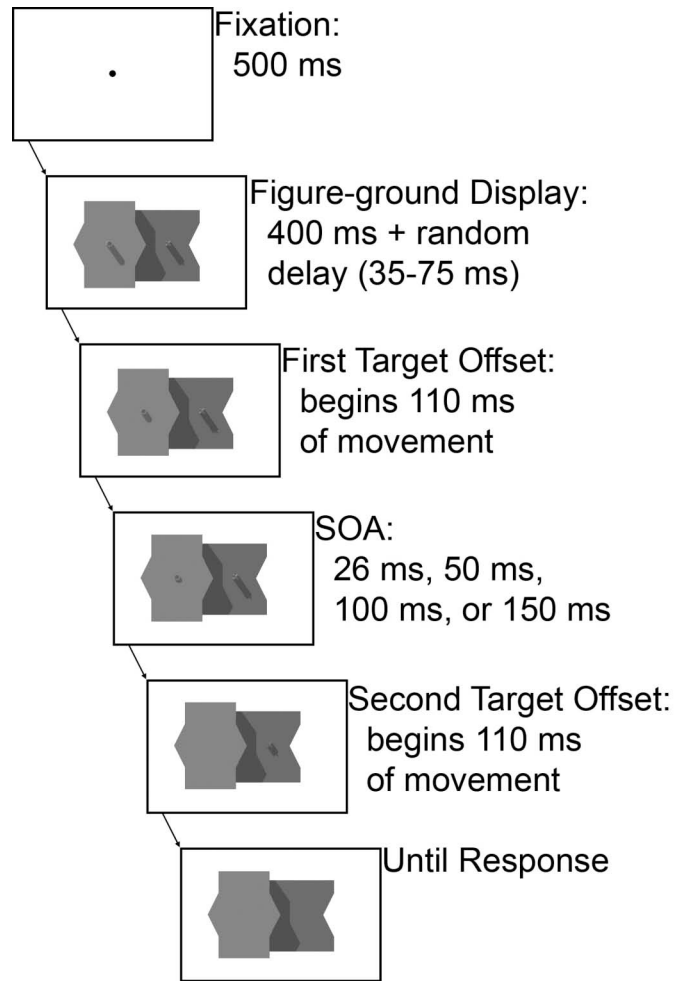 Fixation:
500 ms
Figure-ground Display:
400 ms + random
delay (35-75 ms)
First Target Offset:
begins 110 ms
of movement
SOA:
26 ms, 50 ms,
100 ms, or 150 ms
Second Target Offset:
begins 110 ms
of movement
Until Response